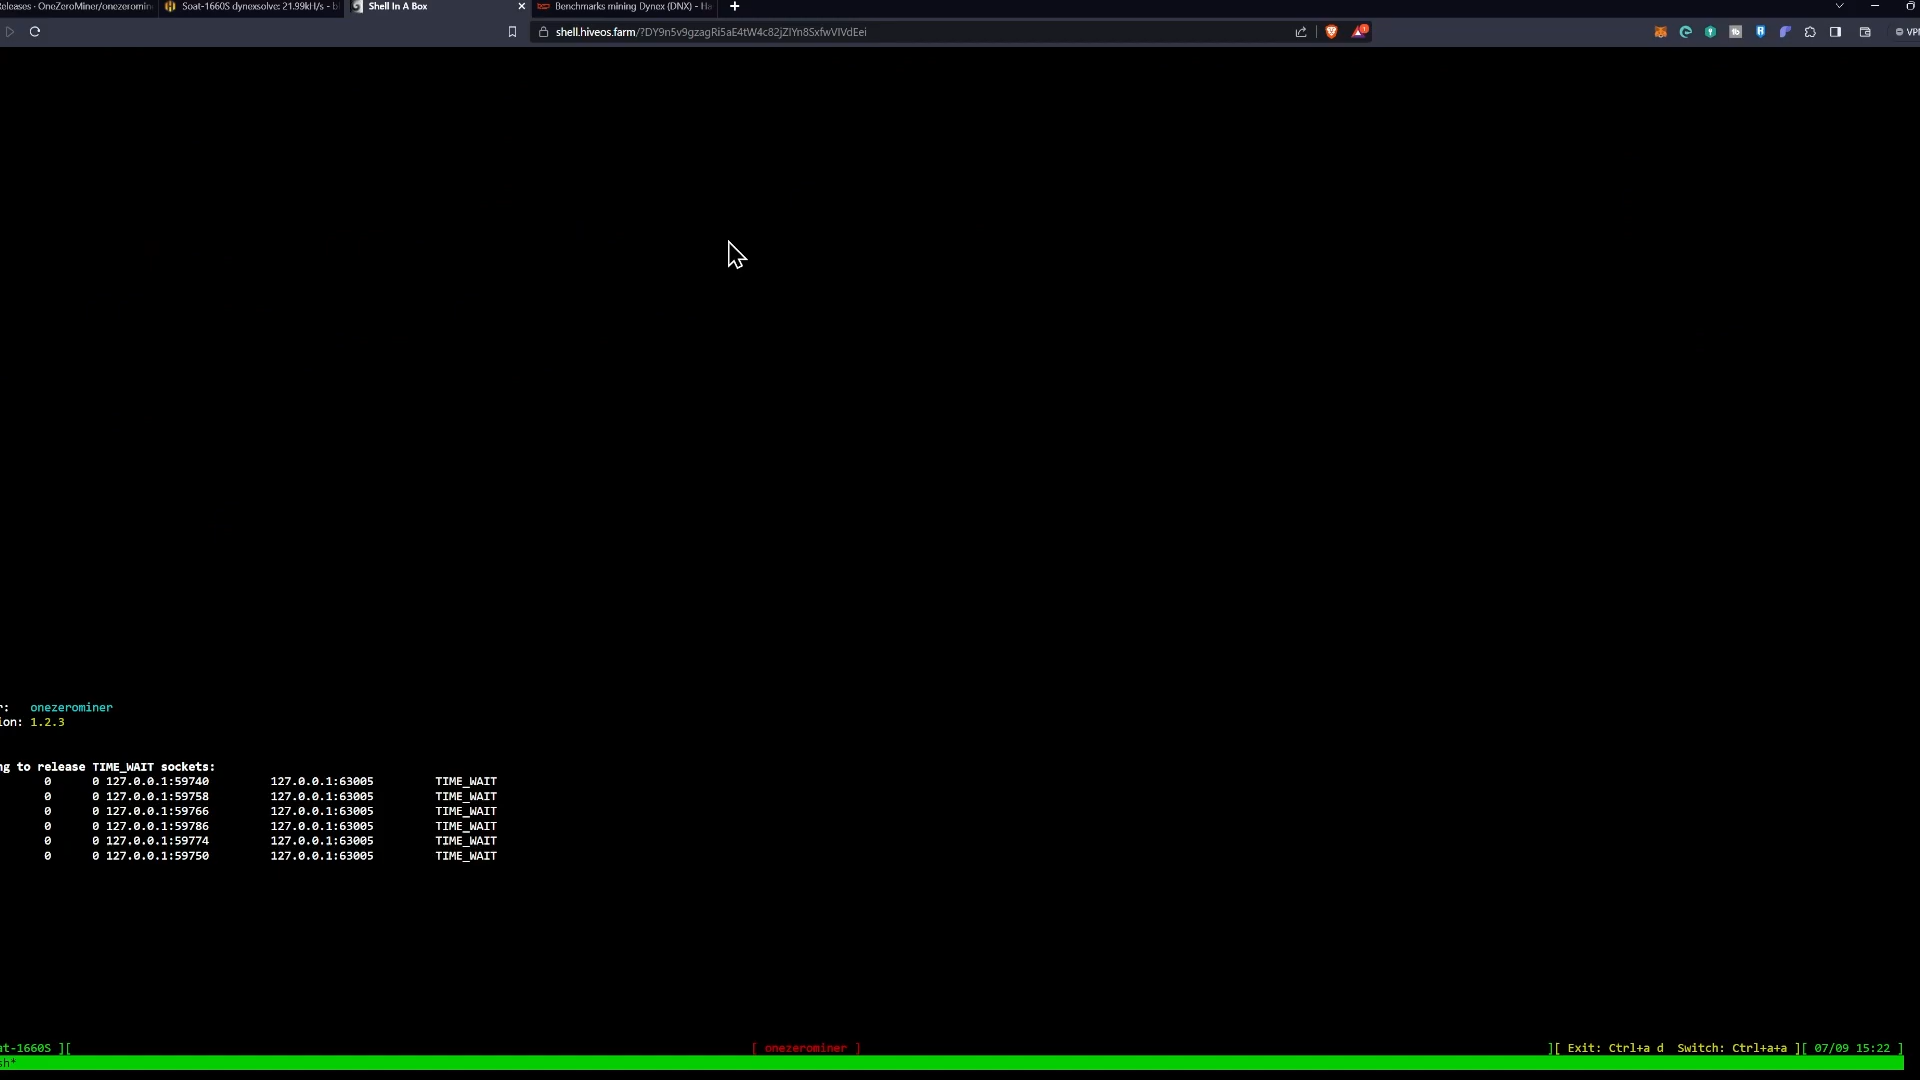 Releases · OneZeroMiner/onezeromin Soat-1660S dynexsolve: 21.99kH/s - bl Shell In A Box Benchmarks mining Dynex (DNX) - Ha
shell.hiveos.farm/?DY9n5v9gzagRi5aE4tW4c82jZIYn8SxfwVIVdEei VPN
r: onezerominer
ion: 1.2.3
ng to release TIME_WAIT sockets:
0 0 127.0.0.1:59740 127.0.0.1:63005 TIME_WAIT
0 0 127.0.0.1:59758 127.0.0.1:63005 TIME_WAIT
0 0 127.0.0.1:59766 127.0.0.1:63005 TIME_WAIT
0 0 127.0.0.1:59786 127.0.0.1:63005 TIME_WAIT
0 0 127.0.0.1:59774 127.0.0.1:63005 TIME_WAIT
0 0 127.0.0.1:59750 127.0.0.1:63005 TIME_WAIT
at-1660S ][ [ onezerominer ] ][ Exit: Ctrl+a d Switch: Ctrl+a+a ][ 07/09 15:22 ]
sh*